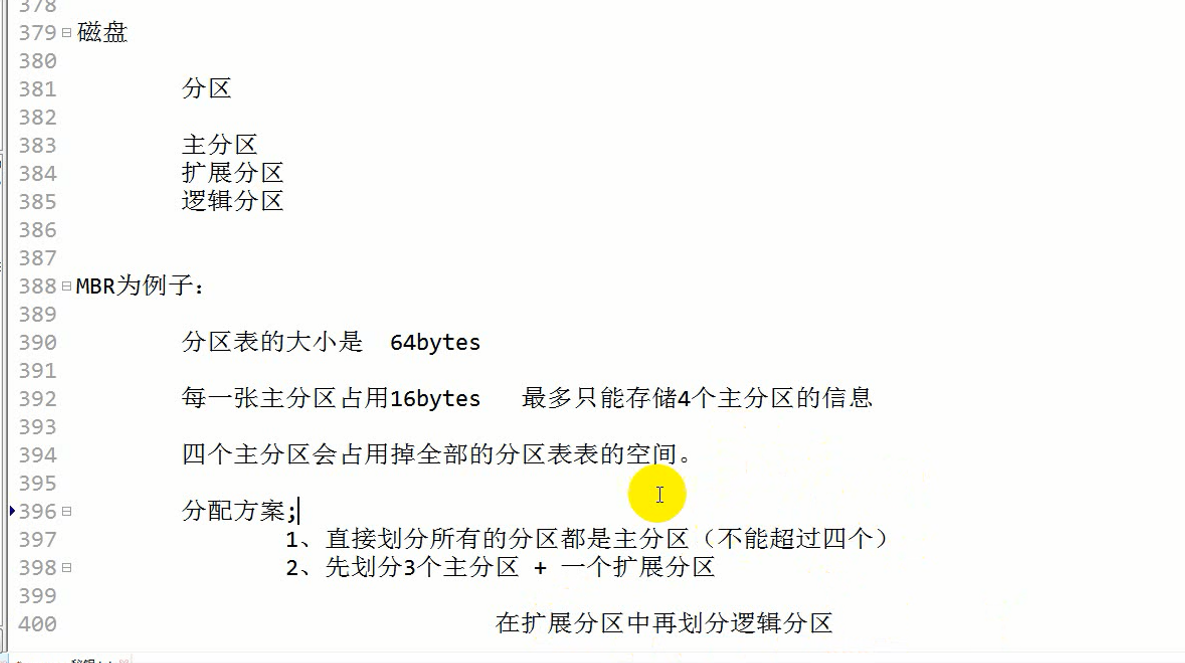 378
379 磁盘
380
381 分区
382
383 主分区
384 扩展分区
385 逻辑分区
386
387
388 MBR为例子：
389
390 分区表的大小是 64bytes
391
392 每一张主分区占用16bytes 最多只能存储4个主分区的信息
393
394 四个主分区会占用掉全部的分区表表的空间。
395
396 分配方案;
397 1、直接划分所有的分区都是主分区（不能超过四个）
398 2、先划分3个主分区 + 一个扩展分区
399
400 在扩展分区中再划分逻辑分区